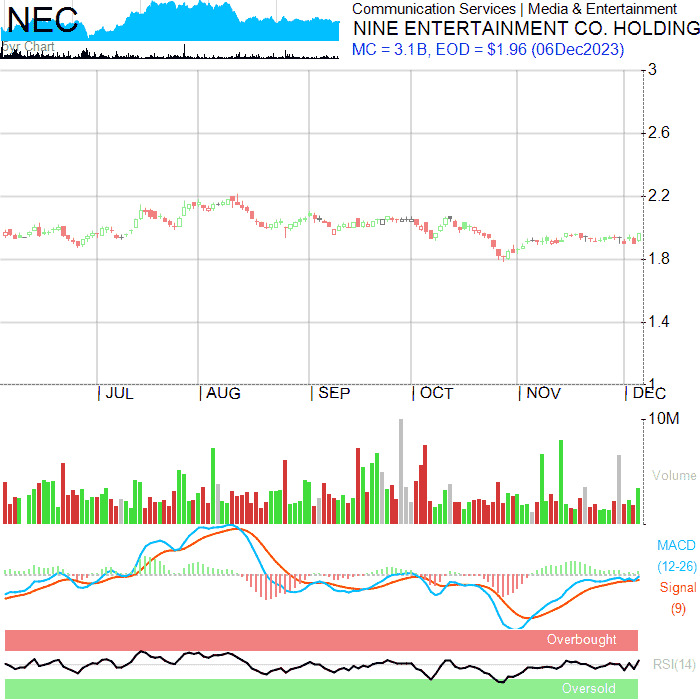 NEC
Communication Services | Media & Entertainment
NINE ENTERTAINMENT CO. HOLDING
MC = 3.1B, EOD = $1.96 (06Dec2023)
Chart
3
2.6
2.2
1.8
1.4
1
| JUL | AUG | SEP | OCT | NOV | DEC
10M
Volume
MACD
(12-26)
Signal
(9)
Overbought
RSI(14)
Oversold